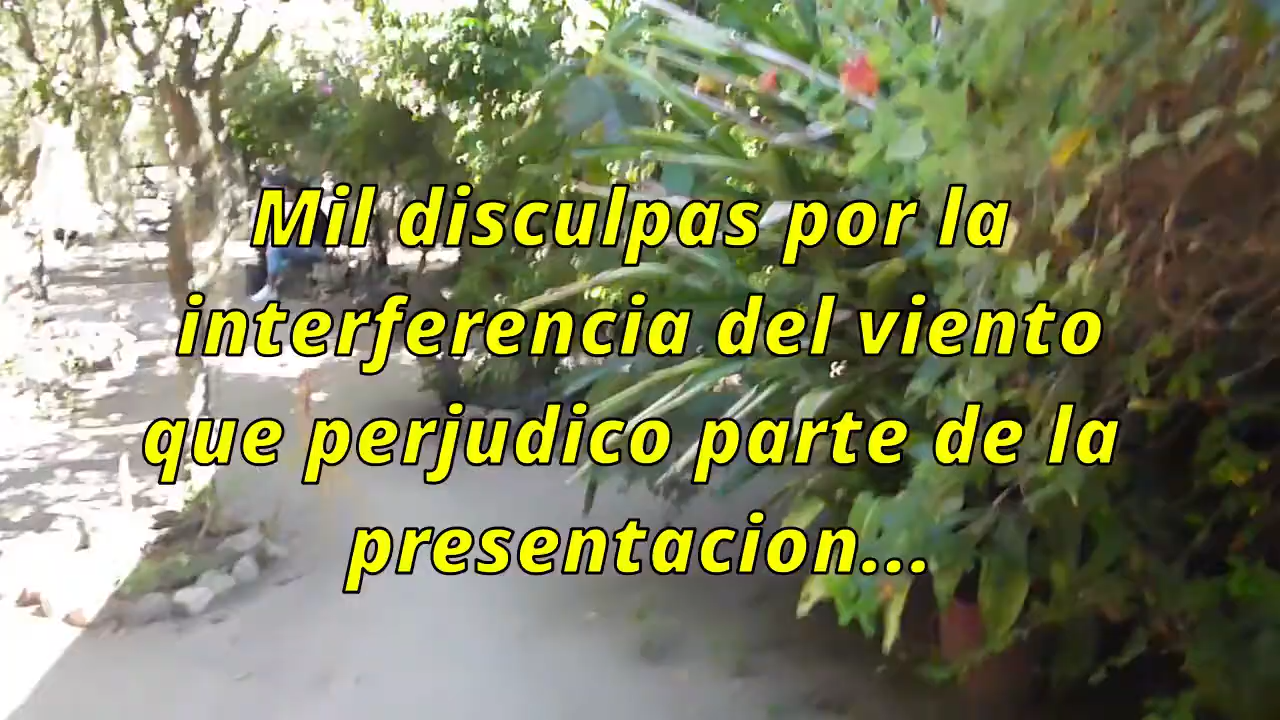 Mil disculpas por la
interferencia del viento
que perjudico parte de la
presentacion...